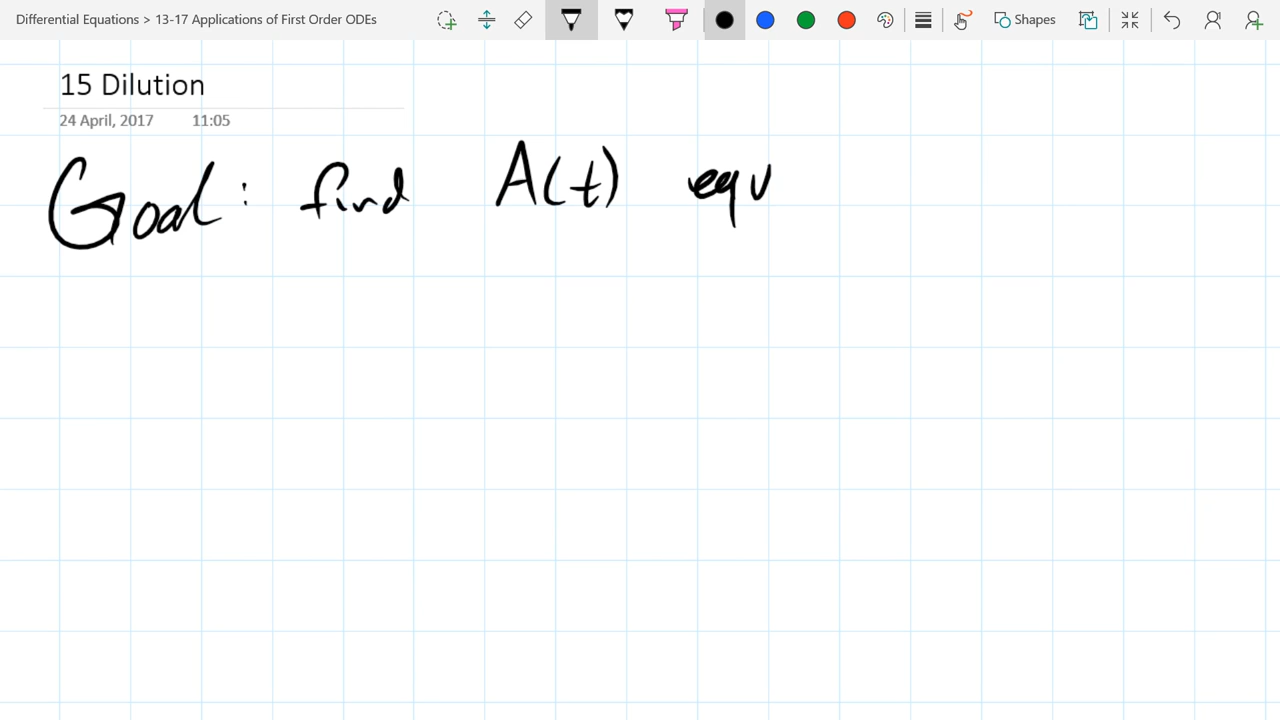 Differential Equations > 13-17 Applications of First Order ODEs
Shapes
15 Dilution
24 April, 2017 11:05
Goal: find A(t) equ